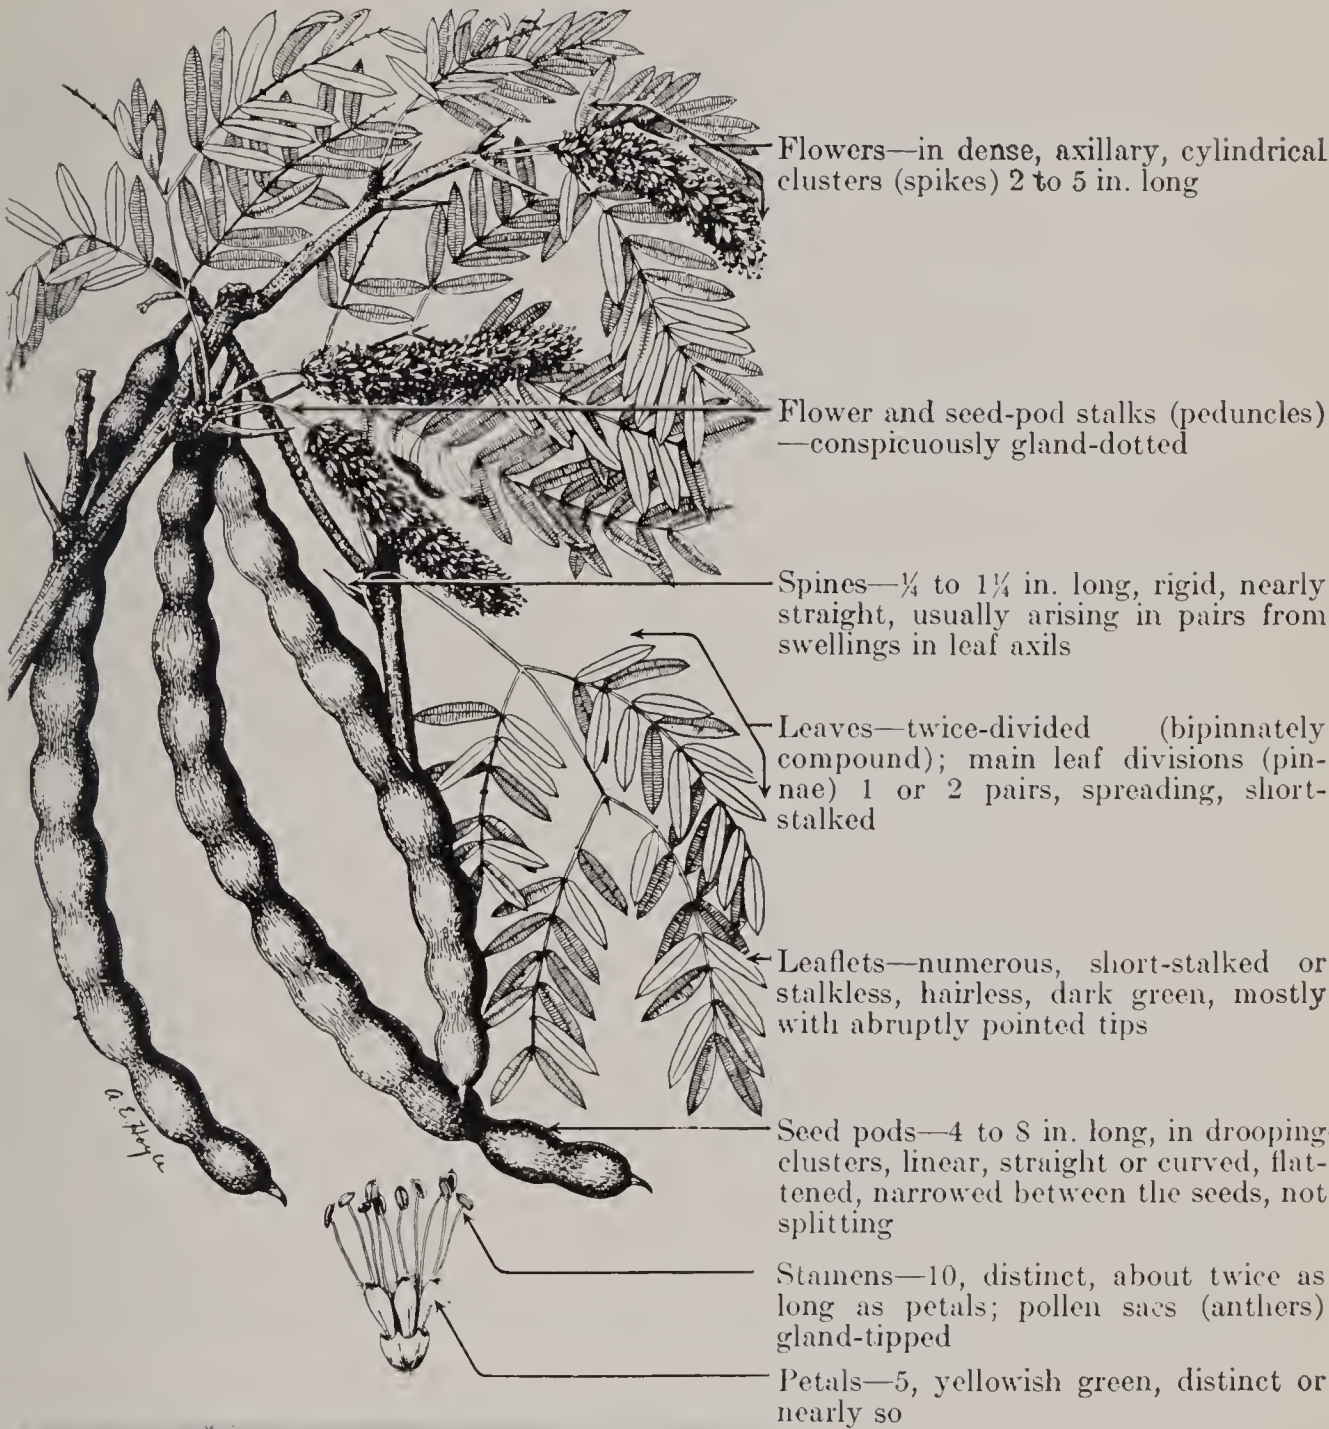 Flowers—in dense, axillary, cylindrical
clusters (spikes) 2 to 5 in. long
Flower and seed-pod stalks (peduncles)
—conspicuously gland-dotted
Spines—¼ to 1¼ in. long, rigid, nearly
straight, usually arising in pairs from
swellings in leaf axils
Leaves—twice-divided (bipinnately
compound); main leaf divisions (pin-
nae) 1 or 2 pairs, spreading, short-
stalked
Leaflets—numerous, short-stalked or
stalkless, hairless, dark green, mostly
with abruptly pointed tips
a. E. Hoyle
Seed pods—4 to 8 in. long, in drooping
clusters, linear, straight or curved, flat-
tened, narrowed between the seeds, not
splitting
Stamens—10, distinct, about twice as
long as petals; pollen sacs (anthers)
gland-tipped
Petals—5, yellowish green, distinct or
nearly so